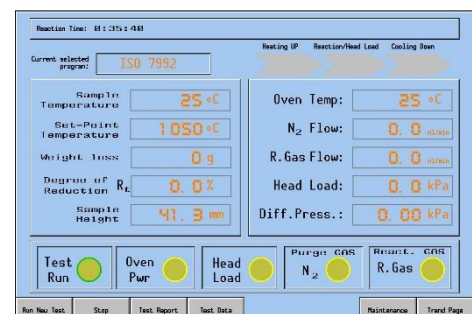 Reaction Time: 0:35:40
Heating UP Reaction/Head Load Cooling Down
Current selected program: ISO 7992
Sample Temperature 25 °C
Set-Point Temperature 1050 °C
Weight loss 0 g
Degree of Reduction Rt 0.0 %
Sample Height 41.3 mm
Oven Temp: 25 °C
N2 Flow: 0.0 nl/min
R.Gas Flow: 0.0 nl/min
Head Load: 0.0 kPa
Diff.Press.: 0.00 kPa
Test Run
Oven Pwr
Head Load
Purge GAS N2
React. GAS R.Gas
Run New Test Stop Test Report Test Data Maintenance Trend Page